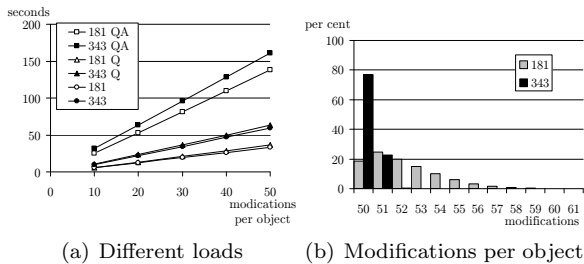 seconds
200
150
100
50
0
181 QA
343 QA
181 Q
343 Q
181
343
0 10 20 30 40 50
modications
per object
(a) Different loads
per cent
100
80
60
40
20
0
181
343
50 51 52 53 54 55 56 57 58 59 60 61
modifications
(b) Modifications per object